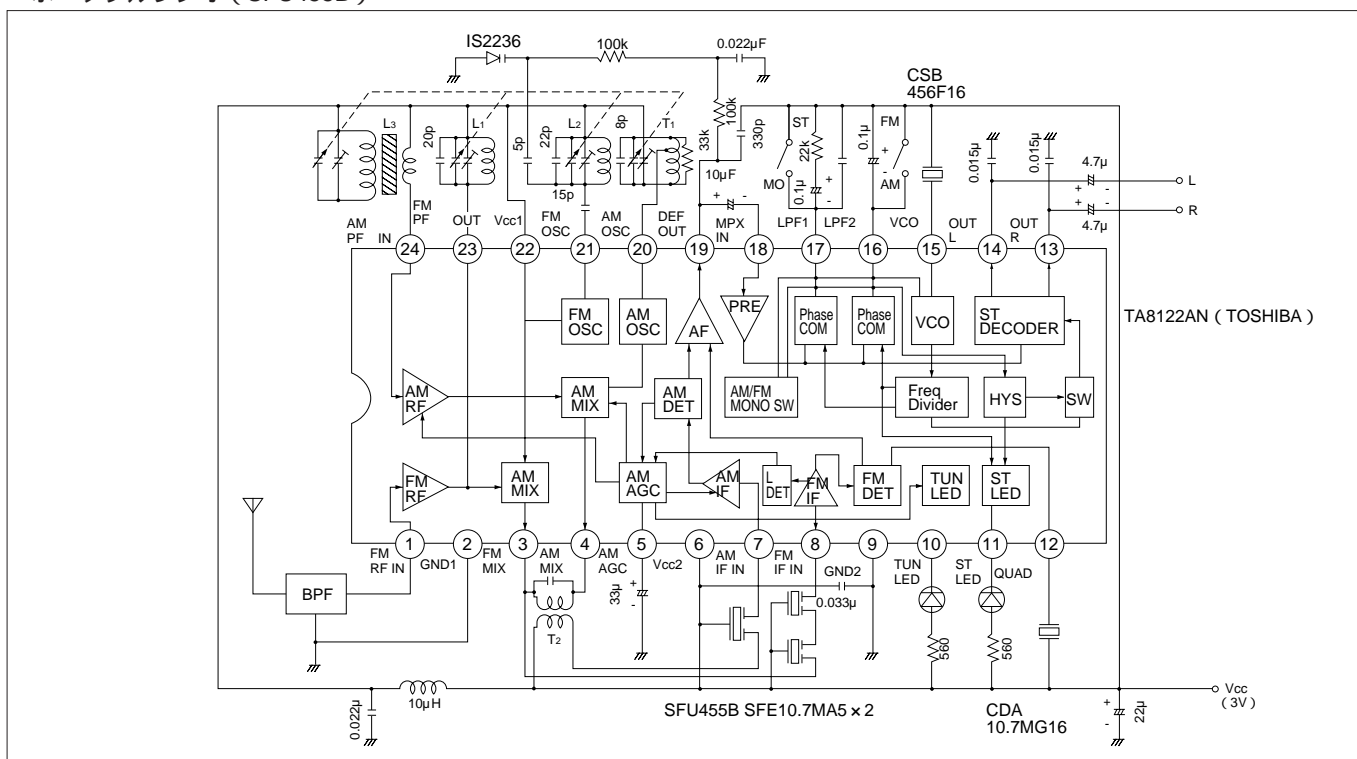 IS2236
100k
0.022μF
CSB
456F16
L3
20p
L1
5p
22p
L2
8p
T1
33k
100k
330p
ST
22k
0.1μ
FM
0.015μ
0.015μ
4.7μ
L
R
4.7μ
15p
10μF
MO
0.1μ
AM
AM PF IN
FM PF
OUT
Vcc1
FM OSC
AM OSC
DEF OUT
MPX IN
LPF1
LPF2
VCO
OUT L
OUT R
24 23 22 21 20 19 18 17 16 15 14 13
TA8122AN ( TOSHIBA )
FM OSC
AM OSC
AF
PRE
Phase COM
Phase COM
VCO
ST DECODER
AM RF
AM MIX
AM DET
AM/FM MONO SW
Freq Divider
HYS
SW
FM RF
AM MIX
AM AGC
AM IF
L DET
FM IF
FM DET
TUN LED
ST LED
1 2 3 4 5 6 7 8 9 10 11 12
FM RF IN
GND1
FM MIX
AM MIX
AM AGC
Vcc2
AM IF IN
FM IF IN
GND2
TUN LED
ST LED
QUAD
BPF
T2
33μ
0.033μ
560
560
0.022μ
10μH
SFU455B SFE10.7MA5 × 2
CDA
10.7MG16
22μ
Vcc
( 3V )